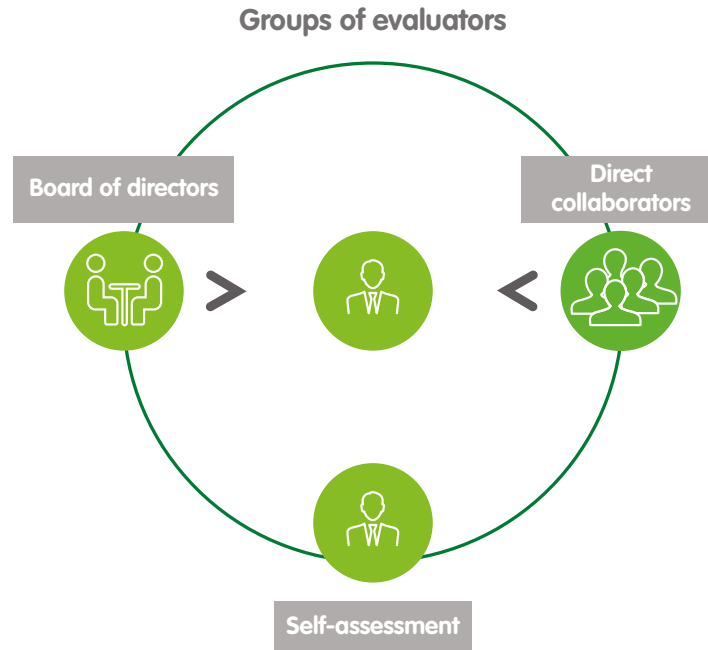 Groups of evaluators
Board of directors
Direct
collaborators
Self-assessment